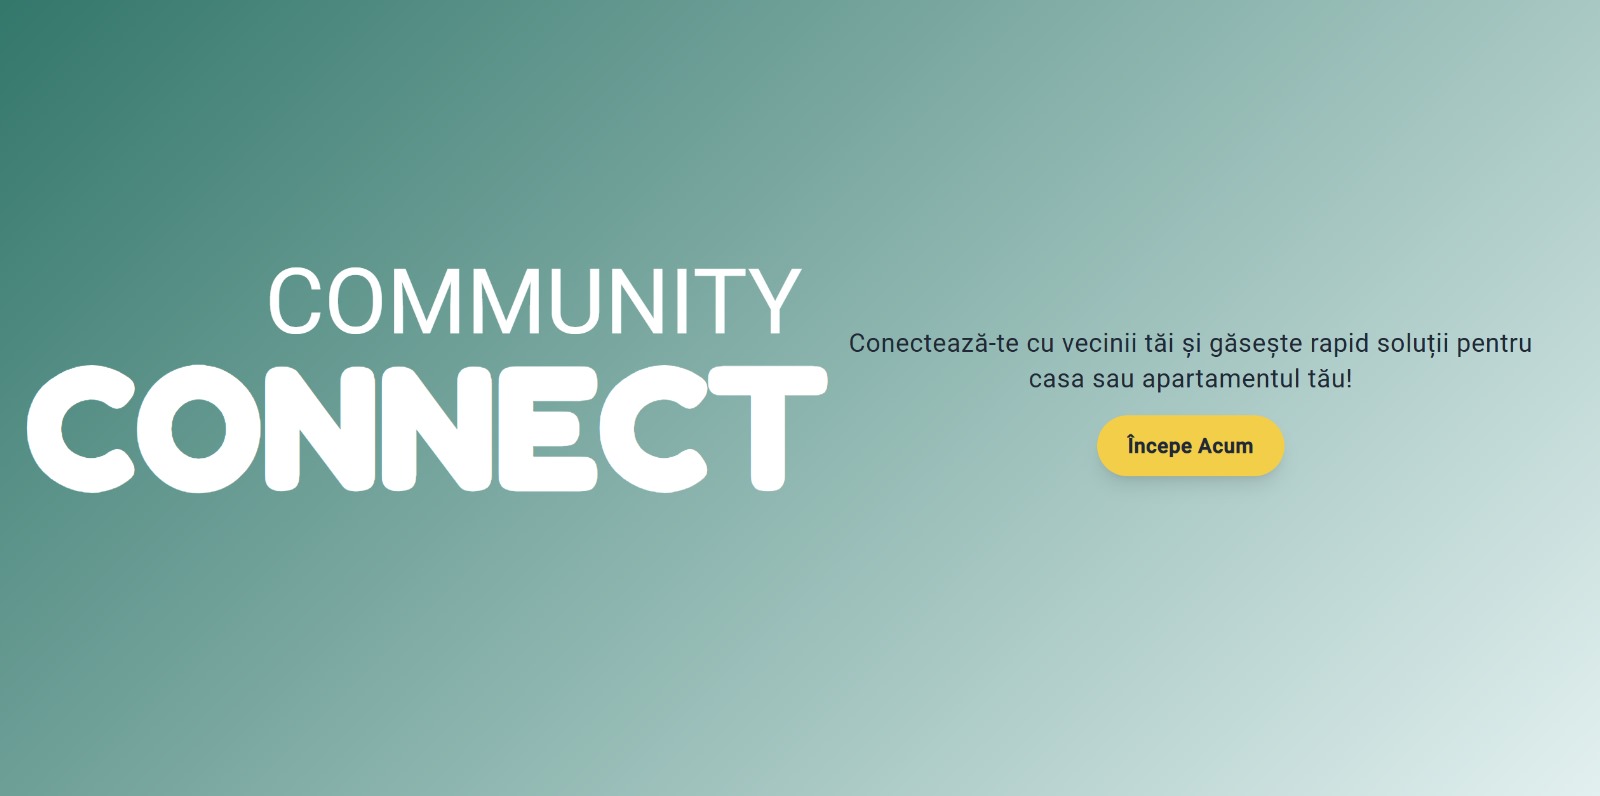 COMMUNITY
CONNECT
Conectează-te cu vecinii tăi și găsește rapid soluții pentru
casa sau apartamentul tău!
Începe Acum